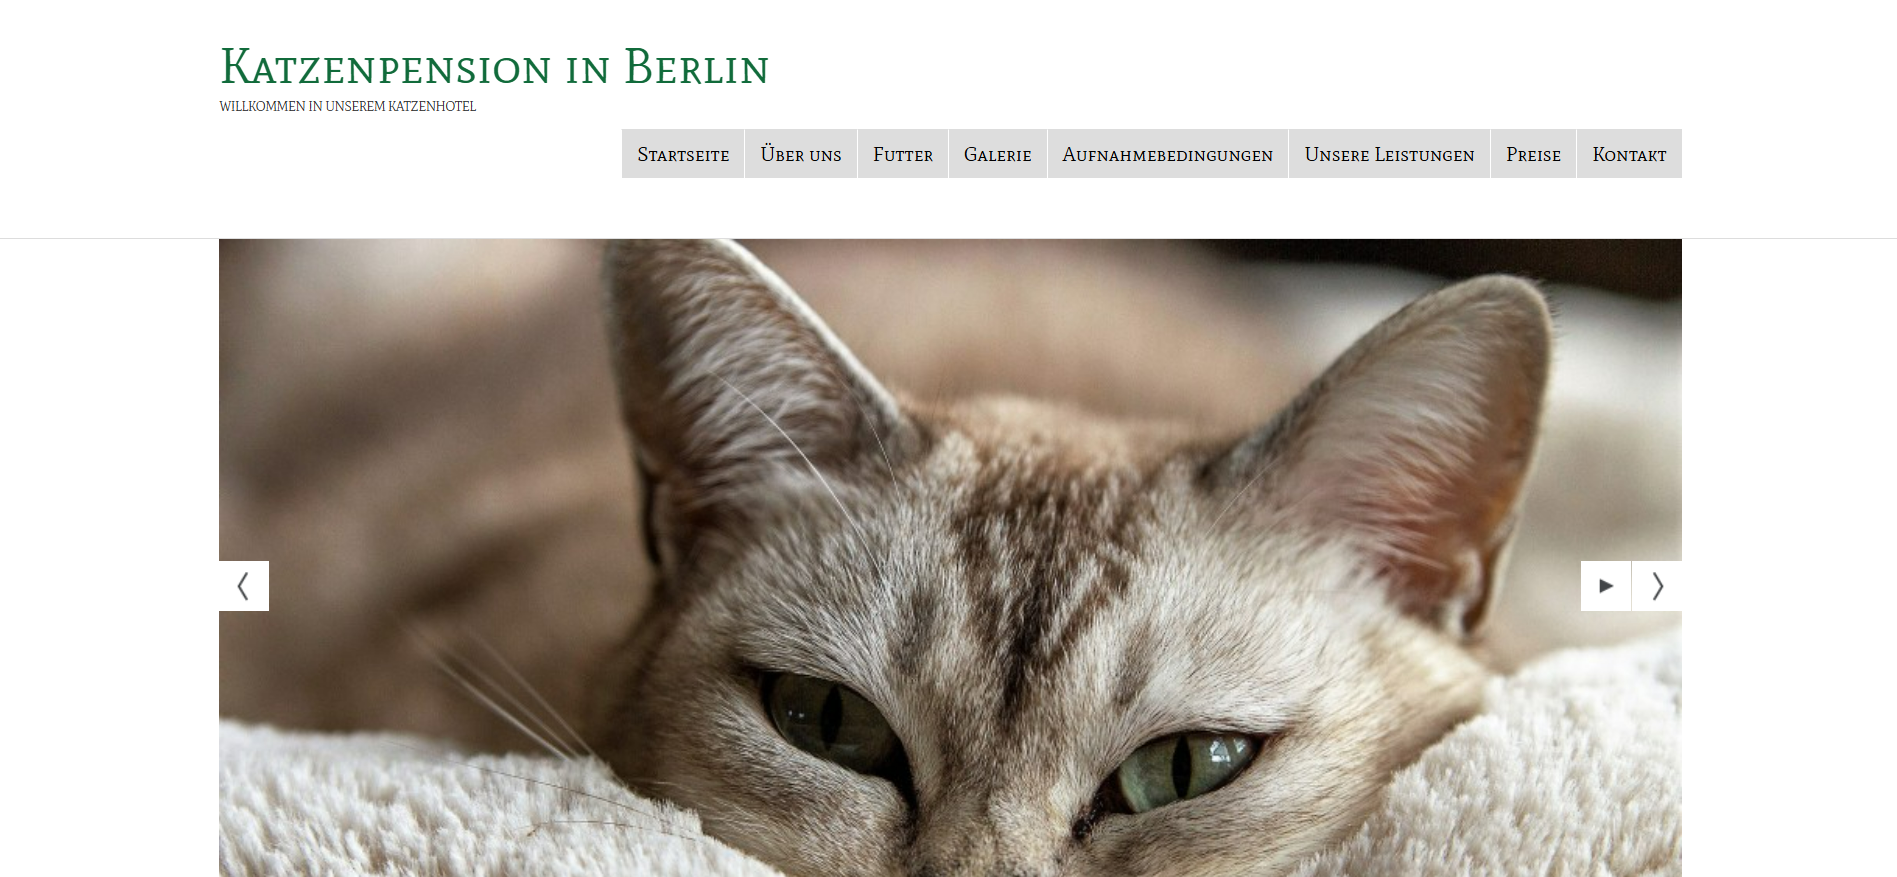 Katzenpension in Berlin
WILLKOMMEN IN UNSEREM KATZENHOTEL
Startseite Über uns Futter Galerie Aufnahmebedingungen Unsere Leistungen Preise Kontakt